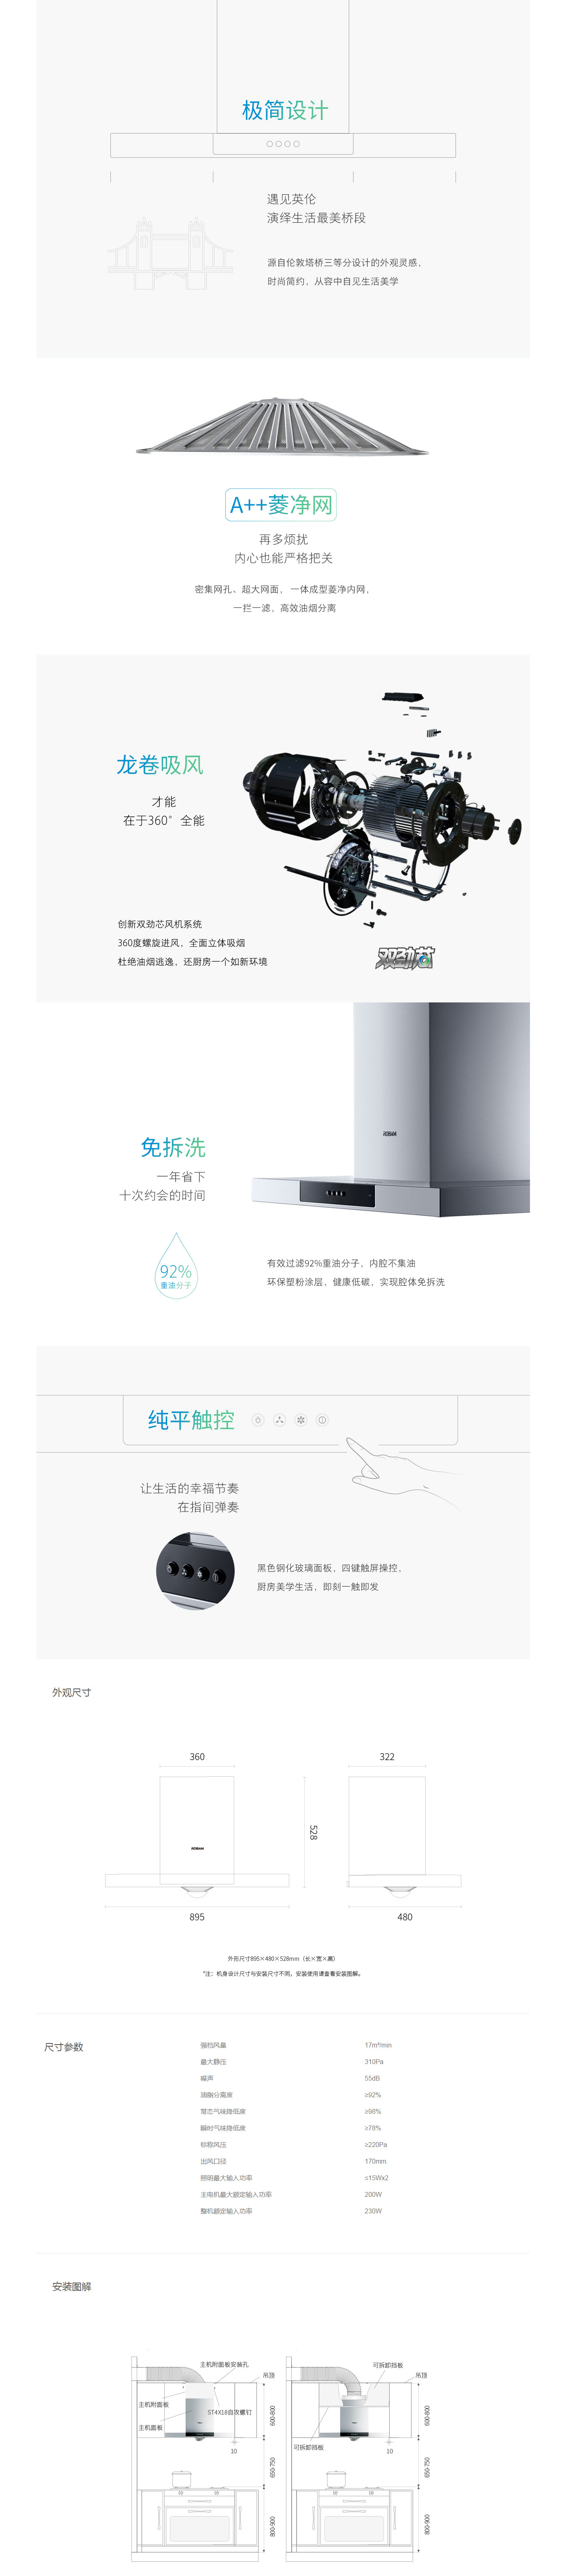 极简设计
遇见英伦
演绎生活最美桥段
源自伦敦塔桥三等分设计的外观灵感，
时尚简约，从容中自见生活美学
A++菱净网
再多烦扰
内心也能严格把关
密集网孔、超大网面，一体成型菱净内网，
一拦一滤，高效油烟分离
龙卷吸风
才能
在于360°全能
创新双劲芯风机系统
360度螺旋进风，全面立体吸烟
杜绝油烟逃逸，还厨房一个如新环境
双劲芯
ROBAM
免拆洗
一年省下
十次约会的时间
92%
重油分子
有效过滤92%重油分子，内腔不集油
环保塑粉涂层，健康低碳，实现腔体免拆洗
纯平触控
让生活的幸福节奏
在指间弹奏
黑色钢化玻璃面板，四键触屏操控，
厨房美学生活，即刻一触即发
外观尺寸
360
322
528
ROBAM
895
480
外形尺寸895×480×528mm（长×宽×高）
*注：机身设计尺寸与安装尺寸不同，安装使用请查看安装图解。
尺寸参数
强档风量 17m³/min
最大静压 310Pa
噪声 55dB
油脂分离度 ≥92%
常态气味降低度 ≥98%
瞬时气味降低度 ≥78%
标称风压 ≥220Pa
出风口径 170mm
照明最大输入功率 ≤15Wx2
主电机最大额定输入功率 200W
整机额定输入功率 230W
安装图解
主机附面板安装孔
吊顶
主机附面板
ST4X18自攻螺钉
主机面板
10
600-800
650-750
800-900
可拆卸挡板
吊顶
可拆卸挡板
10
600-800
650-750
800-900